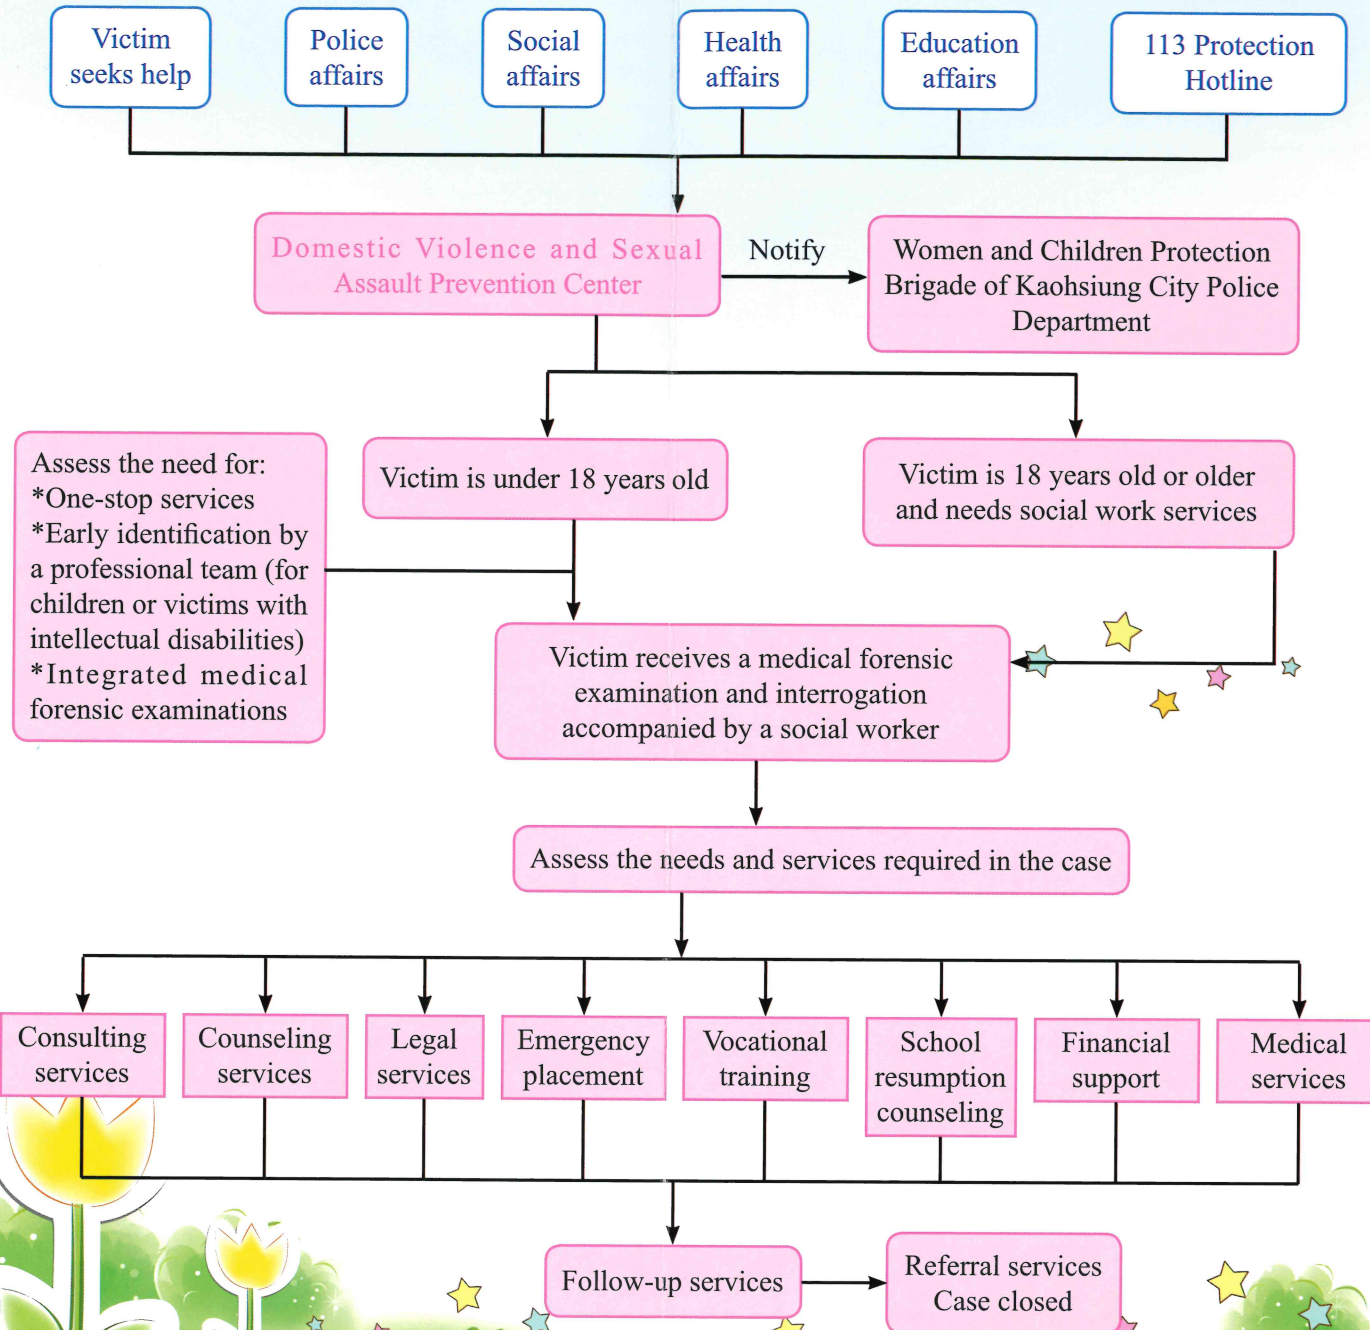 Victim
seeks help
Police
affairs
Social
affairs
Health
affairs
Education
affairs
113 Protection
Hotline
Domestic Violence and Sexual
Assault Prevention Center
Notify
Women and Children Protection
Brigade of Kaohsiung City Police
Department
Assess the need for:
*One-stop services
*Early identification by
a professional team (for
children or victims with
intellectual disabilities)
*Integrated medical
forensic examinations
Victim is under 18 years old
Victim is 18 years old or older
and needs social work services
Victim receives a medical forensic
examination and interrogation
accompanied by a social worker
Assess the needs and services required in the case
Consulting
services
Counseling
services
Legal
services
Emergency
placement
Vocational
training
School
resumption
counseling
Financial
support
Medical
services
Follow-up services
Referral services
Case closed